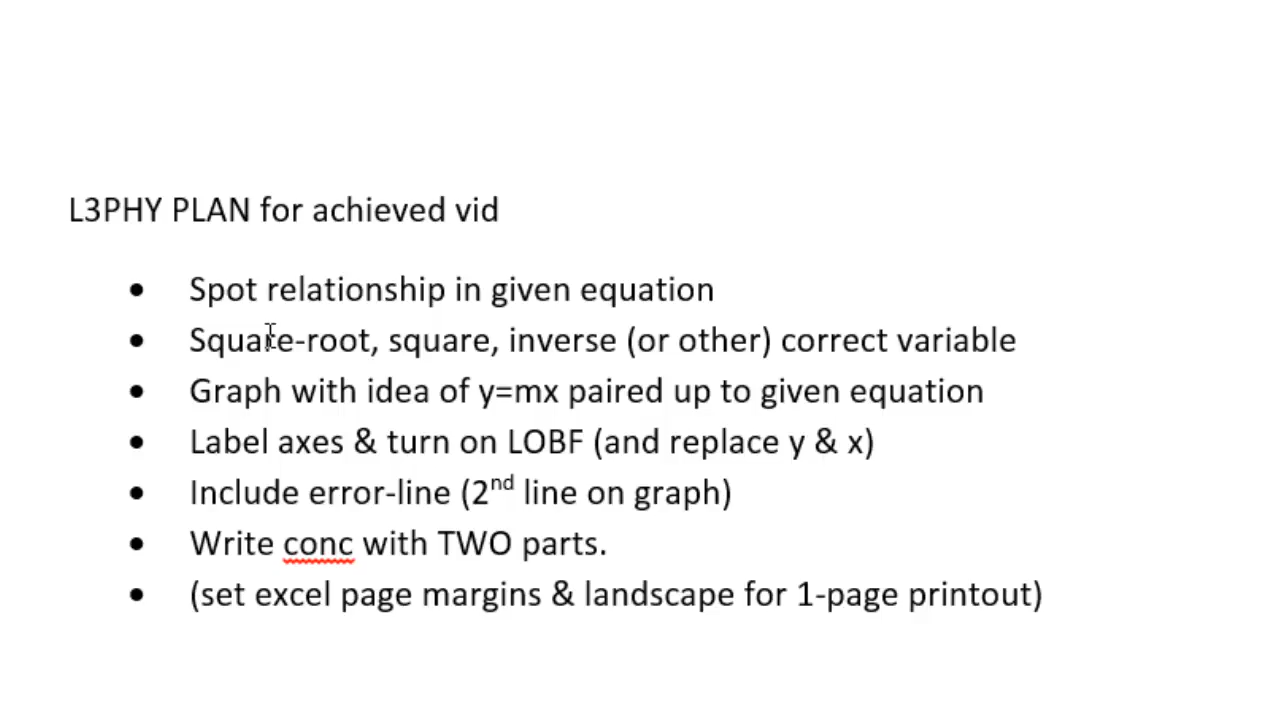 L3PHY PLAN for achieved vid
• Spot relationship in given equation
• Square-root, square, inverse (or other) correct variable
• Graph with idea of y=mx paired up to given equation
• Label axes & turn on LOBF (and replace y & x)
• Include error-line (2nd line on graph)
• Write conc with TWO parts.
• (set excel page margins & landscape for 1-page printout)